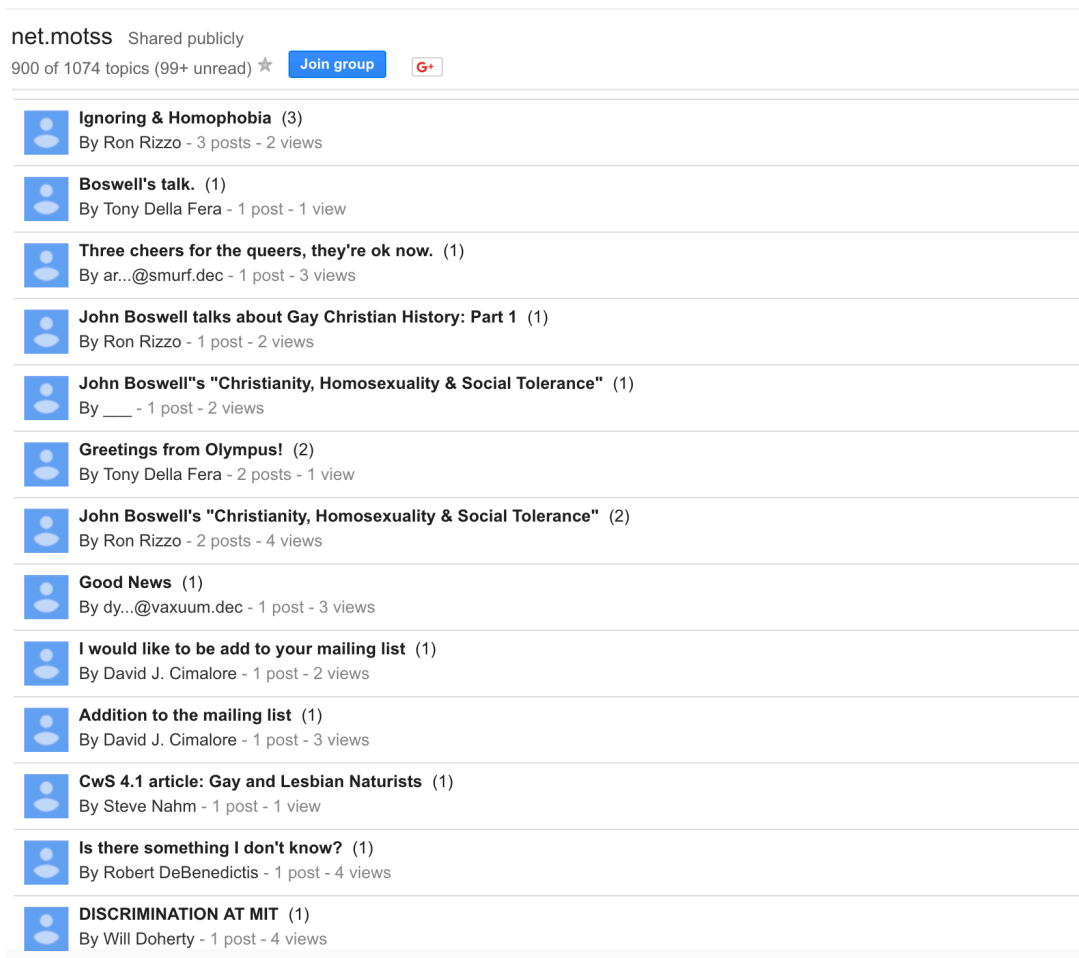 net.motss Shared publicly
900 of 1074 topics (99+ unread) Join group G+
Ignoring & Homophobia (3)
By Ron Rizzo - 3 posts - 2 views
Boswell's talk. (1)
By Tony Della Fera - 1 post - 1 view
Three cheers for the queers, they're ok now. (1)
By ar...@smurf.dec - 1 post - 3 views
John Boswell talks about Gay Christian History: Part 1 (1)
By Ron Rizzo - 1 post - 2 views
John Boswell"s "Christianity, Homosexuality & Social Tolerance" (1)
By ___ - 1 post - 2 views
Greetings from Olympus! (2)
By Tony Della Fera - 2 posts - 1 view
John Boswell's "Christianity, Homosexuality & Social Tolerance" (2)
By Ron Rizzo - 2 posts - 4 views
Good News (1)
By dy...@vaxuum.dec - 1 post - 3 views
I would like to be add to your mailing list (1)
By David J. Cimalore - 1 post - 2 views
Addition to the mailing list (1)
By David J. Cimalore - 1 post - 3 views
CwS 4.1 article: Gay and Lesbian Naturists (1)
By Steve Nahm - 1 post - 1 view
Is there something I don't know? (1)
By Robert DeBenedictis - 1 post - 4 views
DISCRIMINATION AT MIT (1)
By Will Doherty - 1 post - 4 views